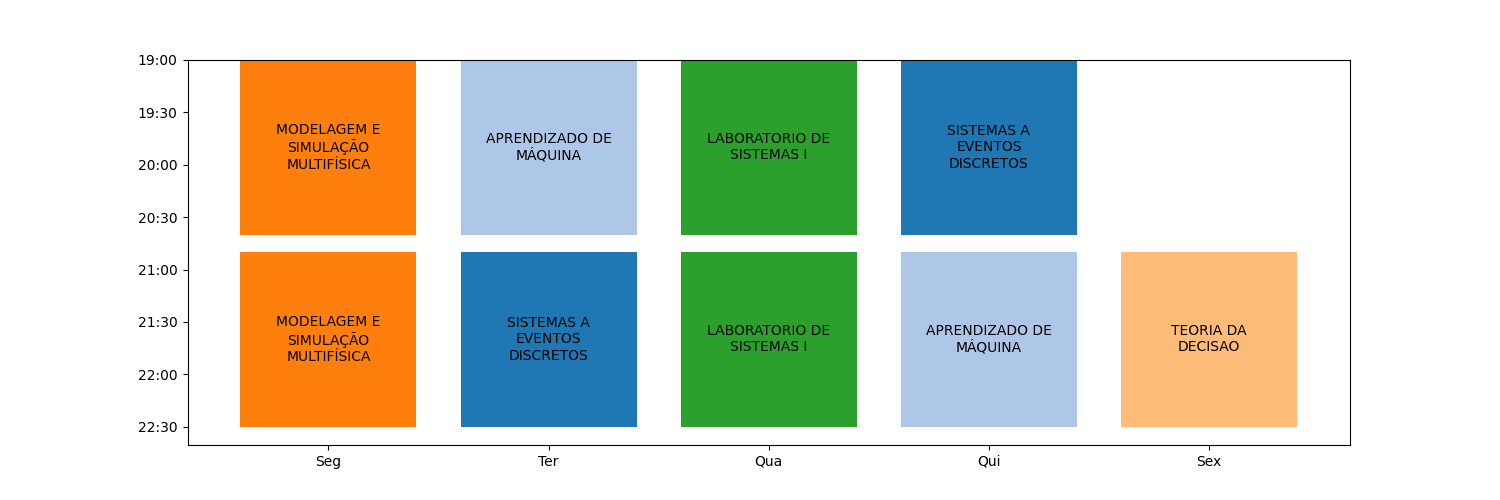 19:00
19:30
20:00
20:30
21:00
21:30
22:00
22:30
MODELAGEM E
SIMULAÇÃO
MULTIFÍSICA
APRENDIZADO DE
MÁQUINA
LABORATORIO DE
SISTEMAS I
SISTEMAS A
EVENTOS
DISCRETOS
MODELAGEM E
SIMULAÇÃO
MULTIFÍSICA
SISTEMAS A
EVENTOS
DISCRETOS
LABORATORIO DE
SISTEMAS I
APRENDIZADO DE
MÁQUINA
TEORIA DA
DECISAO
Seg
Ter
Qua
Qui
Sex